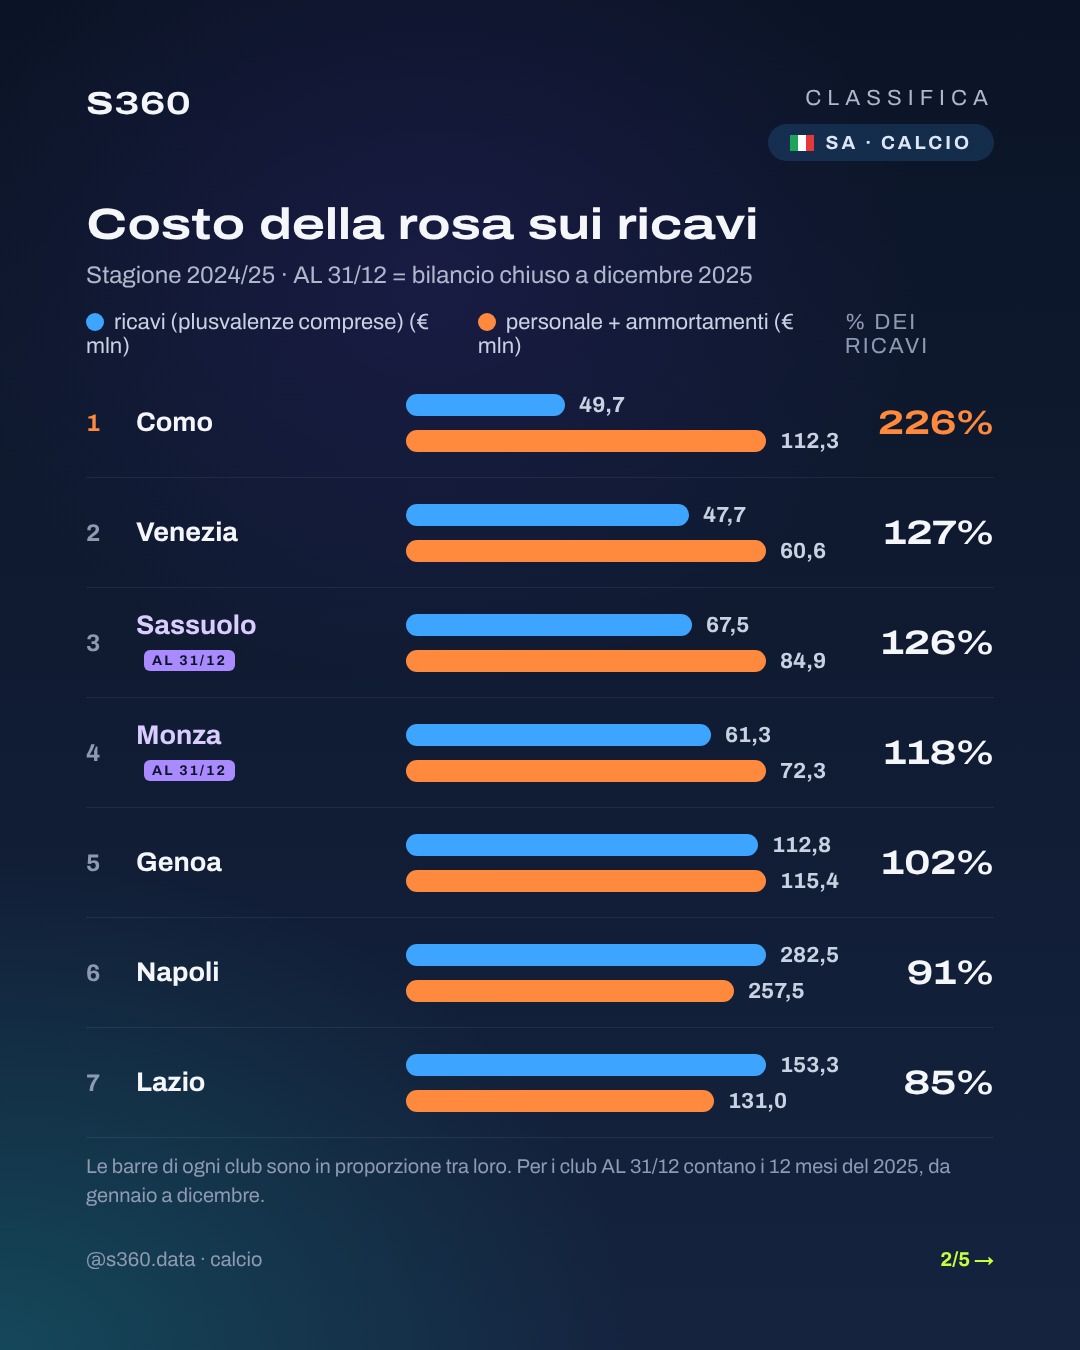 S360
CLASSIFICA
SA · CALCIO
Costo della rosa sui ricavi
Stagione 2024/25 · AL 31/12 = bilancio chiuso a dicembre 2025
ricavi (plusvalenze comprese) (€
mln)
personale + ammortamenti (€
mln)
% DEI
RICAVI
1 Como 49,7
112,3
226%
2 Venezia 47,7
60,6
127%
3 Sassuolo
AL 31/12
67,5
84,9
126%
4 Monza
AL 31/12
61,3
72,3
118%
5 Genoa 112,8
115,4
102%
6 Napoli 282,5
257,5
91%
7 Lazio 153,3
131,0
85%
Le barre di ogni club sono in proporzione tra loro. Per i club AL 31/12 contano i 12 mesi del 2025, da
gennaio a dicembre.
@s360.data · calcio
2/5 →